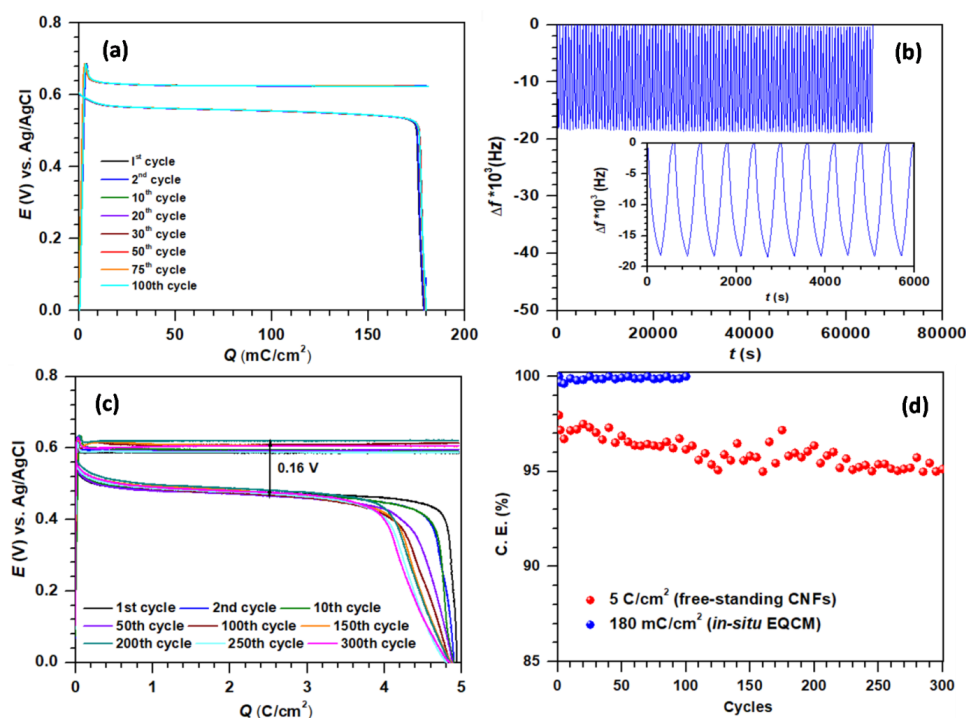 (a)
0.8
0.6
0.4
0.2
0.0
E (V) vs. Ag/AgCl
1st cycle
2nd cycle
10th cycle
20th cycle
30th cycle
50th cycle
75th cycle
100th cycle
0 50 100 150 200
Q (mC/cm²)
(b)
0
-10
-20
-30
-40
-50
Δf *10³(Hz)
0
-5
-10
-15
-20
Δf*10³ (Hz)
0 2000 4000 6000
t (s)
0 20000 40000 60000 80000
t (s)
(c)
0.8
0.6
0.4
0.2
0.0
E (V) vs. Ag/AgCl
0.16 V
1st cycle 2nd cycle 10th cycle
50th cycle 100th cycle 150th cycle
200th cycle 250th cycle 300th cycle
0 1 2 3 4 5
Q (C/cm²)
(d)
100
95
90
85
C. E. (%)
5 C/cm² (free-standing CNFs)
180 mC/cm² (in-situ EQCM)
0 50 100 150 200 250 300
Cycles